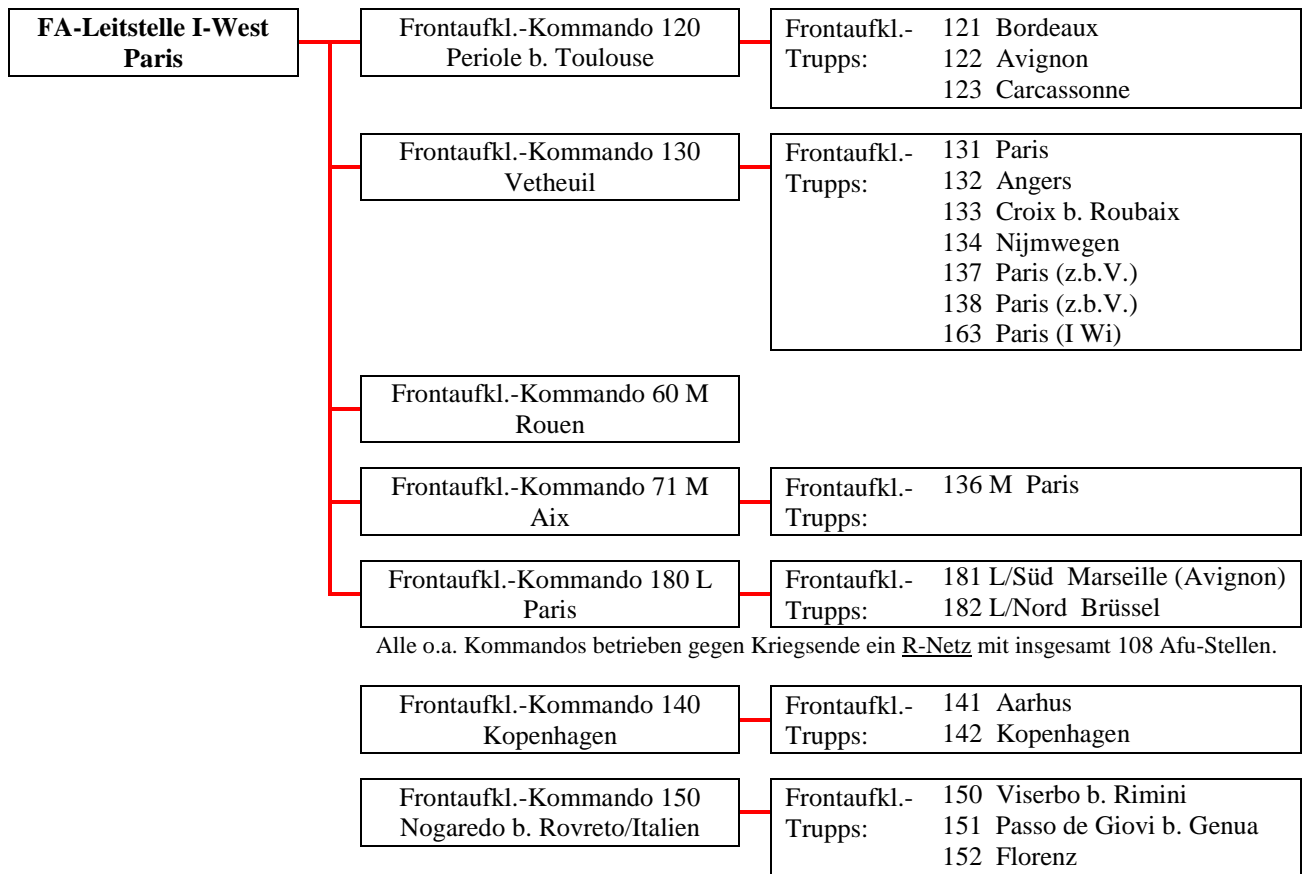 FA-Leitstelle I-West
Paris
Frontaufkl.-Kommando 120
Periole b. Toulouse
Frontaufkl.- 121 Bordeaux
Trupps: 122 Avignon
123 Carcassonne
Frontaufkl.-Kommando 130
Vetheuil
Frontaufkl.- 131 Paris
Trupps: 132 Angers
133 Croix b. Roubaix
134 Nijmwegen
137 Paris (z.b.V.)
138 Paris (z.b.V.)
163 Paris (I Wi)
Frontaufkl.-Kommando 60 M
Rouen
Frontaufkl.-Kommando 71 M
Aix
Frontaufkl.- 136 M Paris
Trupps:
Frontaufkl.-Kommando 180 L
Paris
Frontaufkl.- 181 L/Süd Marseille (Avignon)
Trupps: 182 L/Nord Brüssel
Alle o.a. Kommandos betrieben gegen Kriegsende ein R-Netz mit insgesamt 108 Afu-Stellen.
Frontaufkl.-Kommando 140
Kopenhagen
Frontaufkl.- 141 Aarhus
Trupps: 142 Kopenhagen
Frontaufkl.-Kommando 150
Nogaredo b. Rovreto/Italien
Frontaufkl.- 150 Viserbo b. Rimini
Trupps: 151 Passo de Giovi b. Genua
152 Florenz